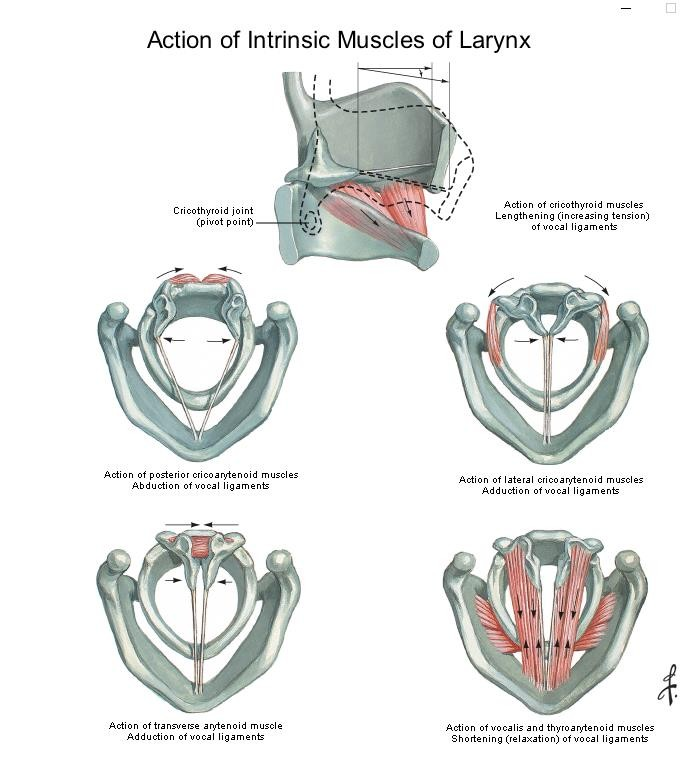 Action of Intrinsic Muscles of Larynx
Cricothyroid joint
(pivot point)
Action of cricothyroid muscles
Lengthening (increasing tension)
of vocal ligaments
Action of posterior cricoarytenoid muscles
Abduction of vocal ligaments
Action of lateral cricoarytenoid muscles
Adduction of vocal ligaments
Action of transverse arytenoid muscle
Adduction of vocal ligaments
Action of vocalis and thyroarytenoid muscles
Shortening (relaxation) of vocal ligaments